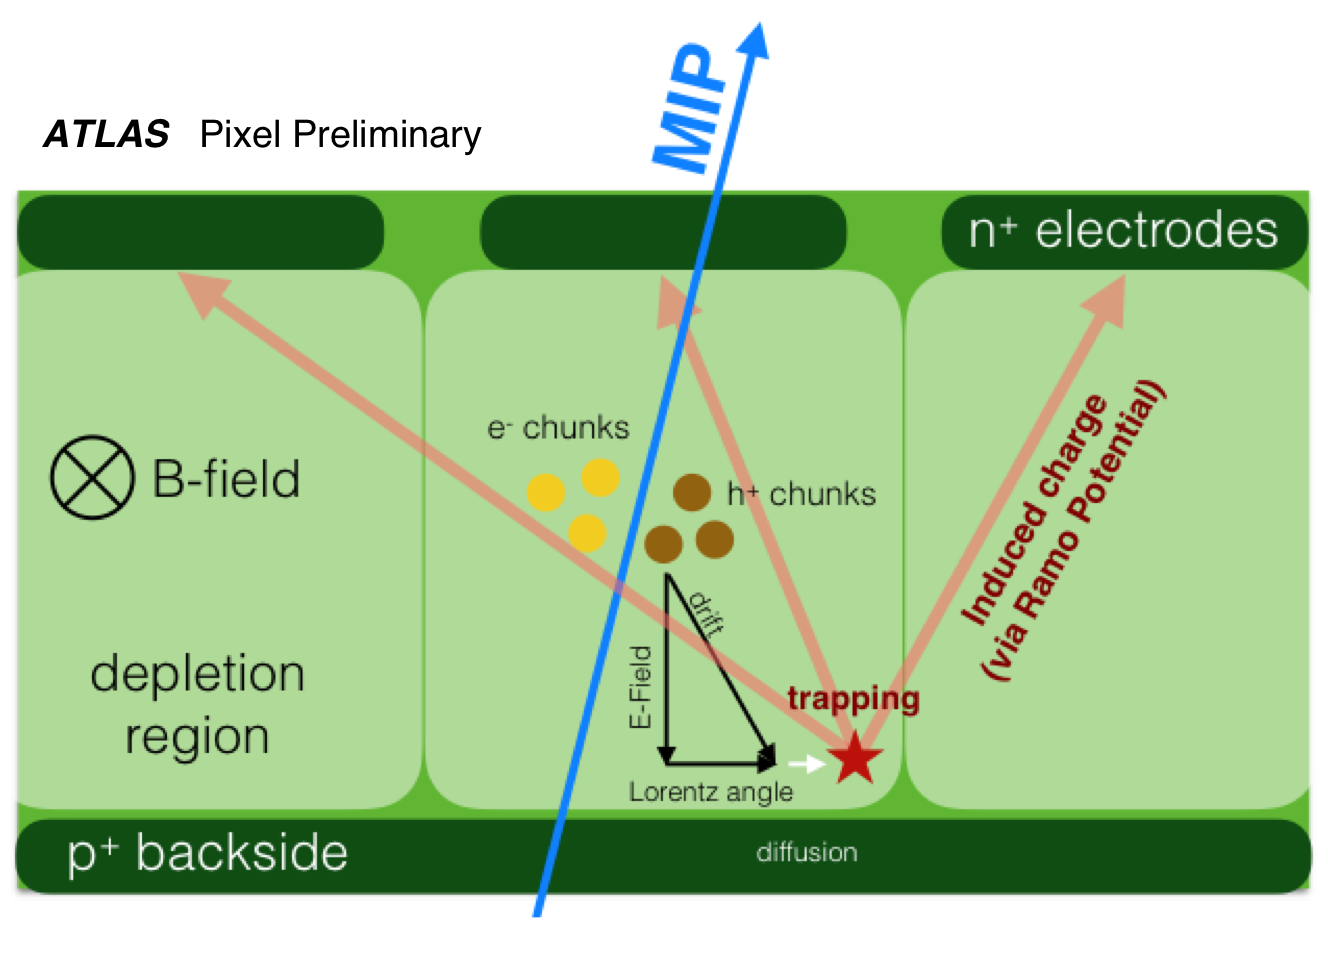 MIP
ATLAS Pixel Preliminary
n⁺ electrodes
e⁻ chunks
h⁺ chunks
B-field
Induced charge
(via Ramo Potential)
drift
E-Field
depletion
region
trapping
Lorentz angle
p⁺ backside
diffusion